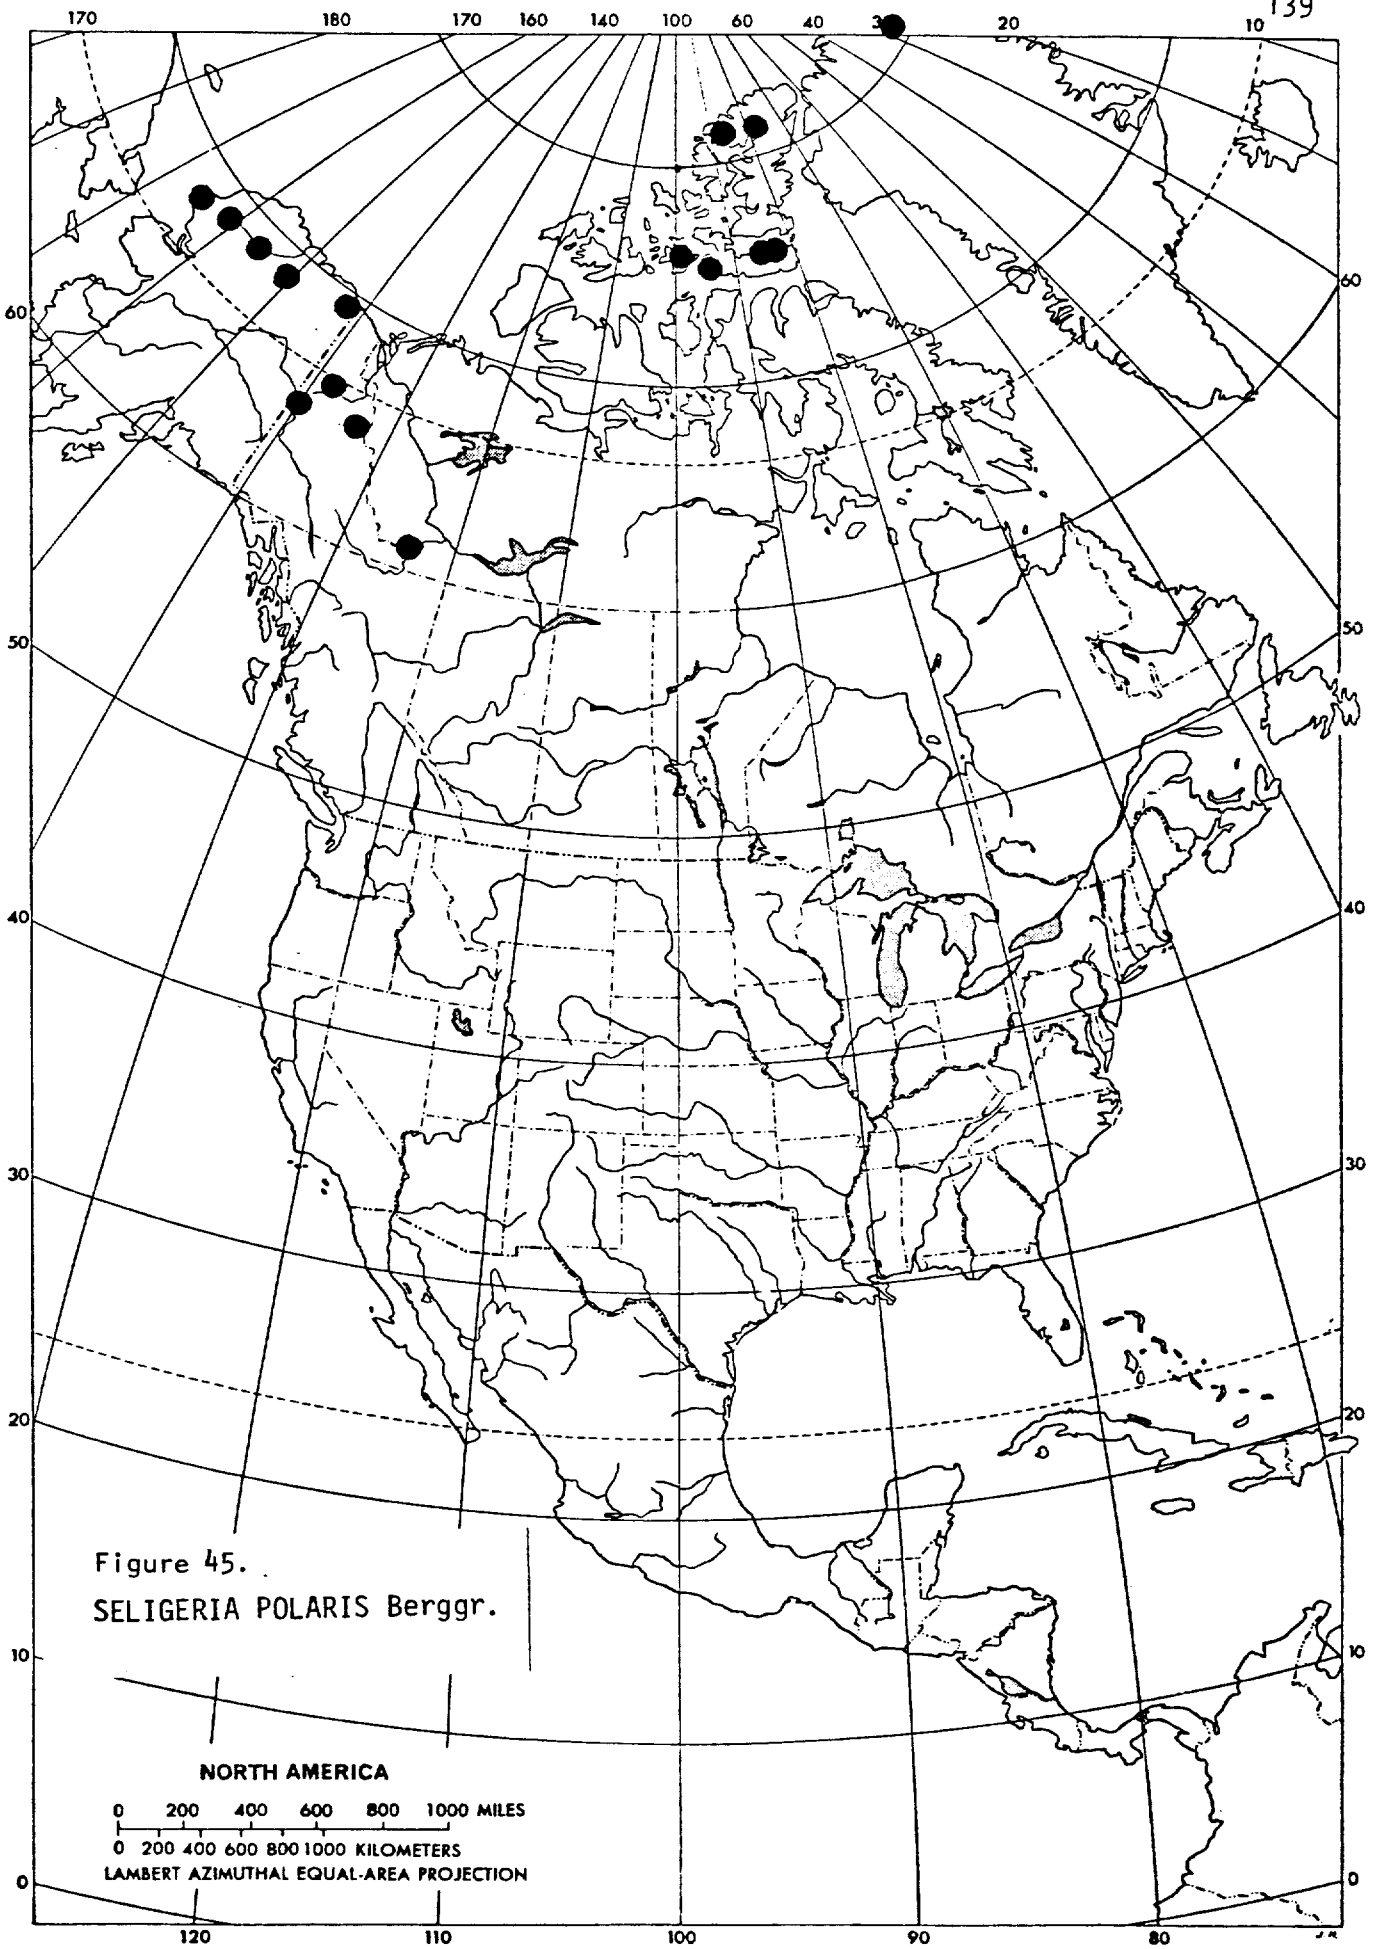 139
170 180 170 160 140 100 60 40 30 20 10
60 60
50 50
40 40
30 30
20 20
Figure 45.
SELIGERIA POLARIS Berggr.
10 10
NORTH AMERICA
0 200 400 600 800 1000 MILES
0 200 400 600 800 1000 KILOMETERS
LAMBERT AZIMUTHAL EQUAL-AREA PROJECTION
0 0
120 110 100 90 80